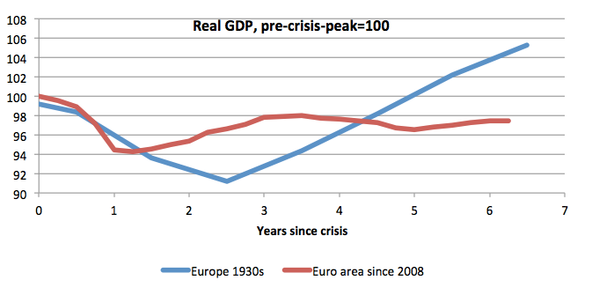 Real GDP, pre-crisis-peak=100
108
106
104
102
100
98
96
94
92
90
0 1 2 3 4 5 6 7
Years since crisis
Europe 1930s Euro area since 2008